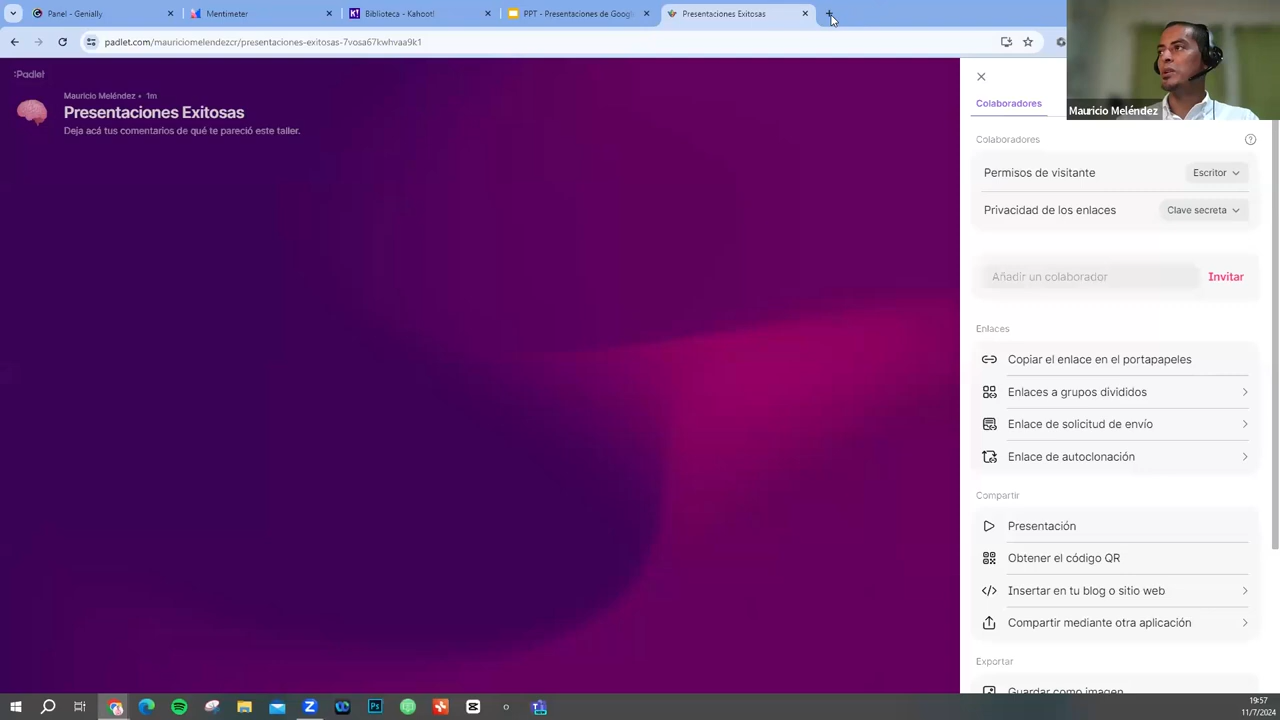 Panel - Genially
Mentimeter
Biblioteca - Kahoot!
PPT - Presentaciones de Google
Presentaciones Exitosas
padlet.com/mauriciomelendezcr/presentaciones-exitosas-7vosa67kwhvaa9k1
:Padlet
Mauricio Meléndez • 1m
Presentaciones Exitosas
Deja acá tus comentarios de qué te pareció este taller.
Mauricio Meléndez
Colaboradores
Colaboradores
Permisos de visitante
Escritor
Privacidad de los enlaces
Clave secreta
Añadir un colaborador
Invitar
Enlaces
Copiar el enlace en el portapapeles
Enlaces a grupos divididos
Enlace de solicitud de envío
Enlace de autoclonación
Compartir
Presentación
Obtener el código QR
Insertar en tu blog o sitio web
Compartir mediante otra aplicación
Exportar
Guardar como imagen
19:57
11/7/2024